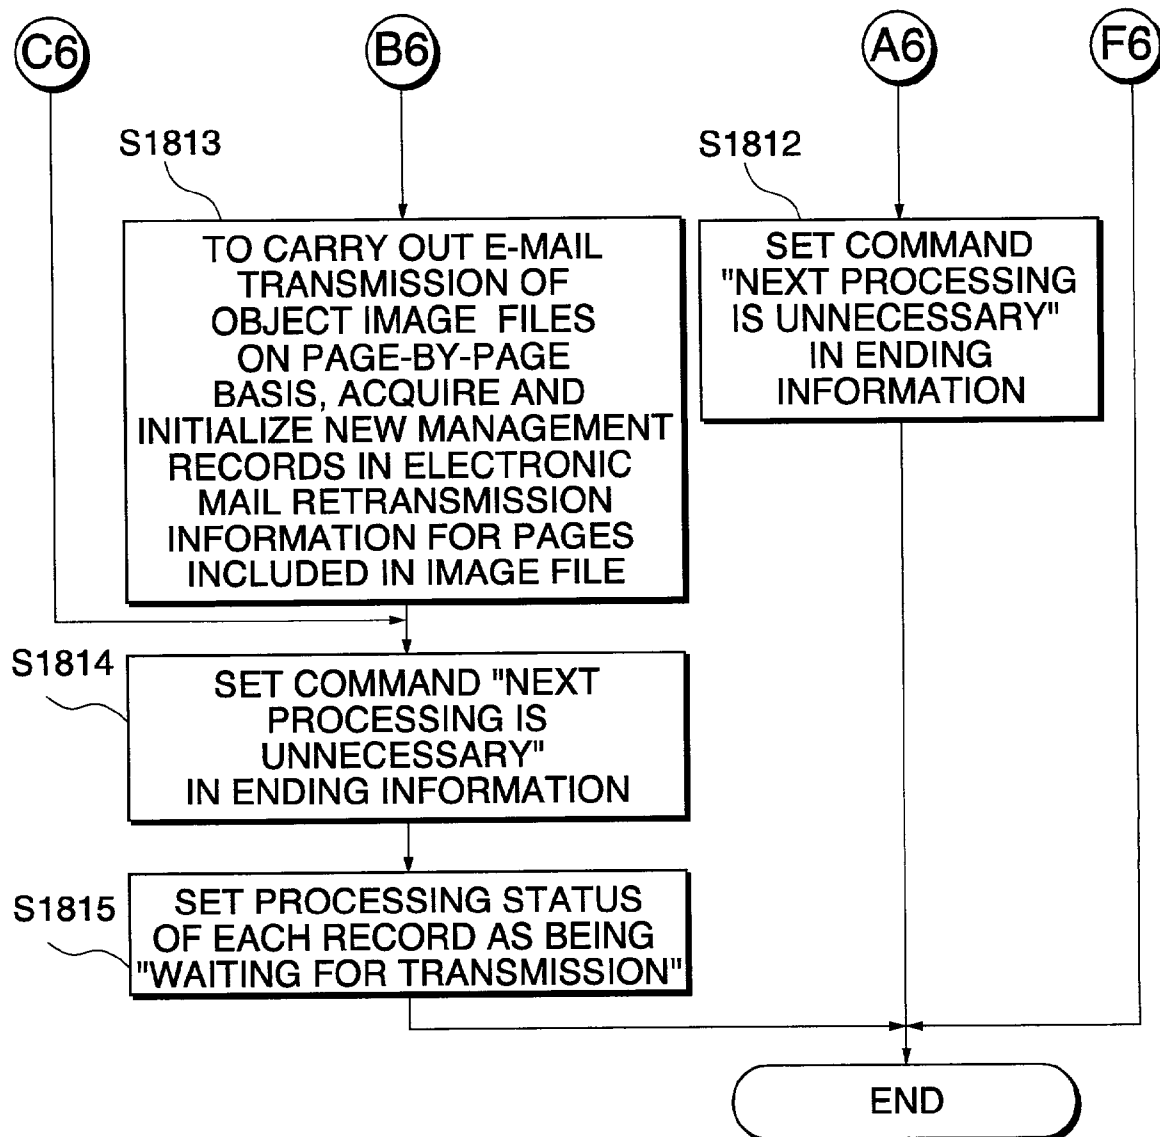 C6
B6
A6
F6
S1813
TO CARRY OUT E-MAIL
TRANSMISSION OF
OBJECT IMAGE FILES
ON PAGE-BY-PAGE
BASIS, ACQUIRE AND
INITIALIZE NEW MANAGEMENT
RECORDS IN ELECTRONIC
MAIL RETRANSMISSION
INFORMATION FOR PAGES
INCLUDED IN IMAGE FILE
S1812
SET COMMAND
"NEXT PROCESSING
IS UNNECESSARY"
IN ENDING
INFORMATION
S1814
SET COMMAND "NEXT
PROCESSING IS
UNNECESSARY"
IN ENDING INFORMATION
S1815
SET PROCESSING STATUS
OF EACH RECORD AS BEING
"WAITING FOR TRANSMISSION"
END